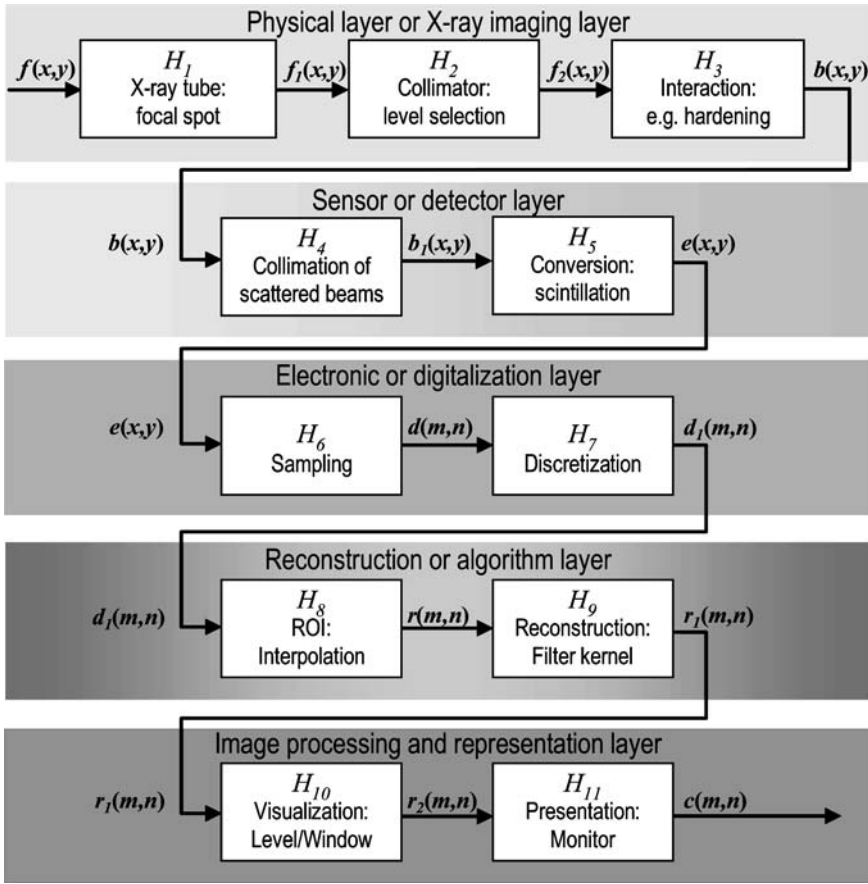 Physical layer or X-ray imaging layer
f(x,y)
H₁
X-ray tube:
focal spot
f₁(x,y)
H₂
Collimator:
level selection
f₂(x,y)
H₃
Interaction:
e.g. hardening
b(x,y)
Sensor or detector layer
b(x,y)
H₄
Collimation of
scattered beams
b₁(x,y)
H₅
Conversion:
scintillation
e(x,y)
Electronic or digitalization layer
e(x,y)
H₆
Sampling
d(m,n)
H₇
Discretization
d₁(m,n)
Reconstruction or algorithm layer
d₁(m,n)
H₈
ROI:
Interpolation
r(m,n)
H₉
Reconstruction:
Filter kernel
r₁(m,n)
Image processing and representation layer
r₁(m,n)
H₁₀
Visualization:
Level/Window
r₂(m,n)
H₁₁
Presentation:
Monitor
c(m,n)